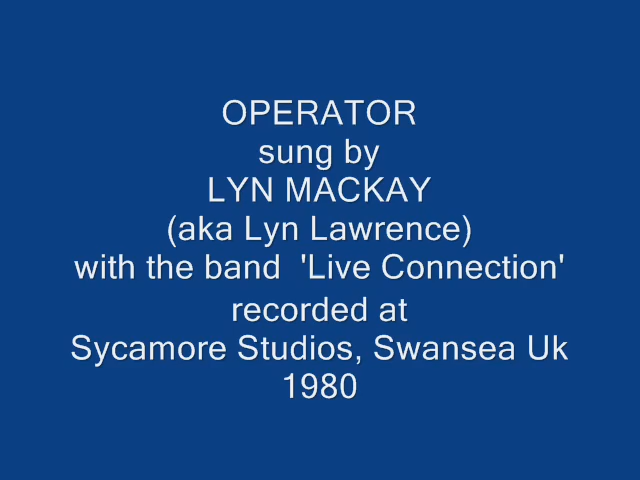 OPERATOR
sung by
LYN MACKAY
(aka Lyn Lawrence)
with the band  'Live Connection'
recorded at
Sycamore Studios, Swansea Uk
1980